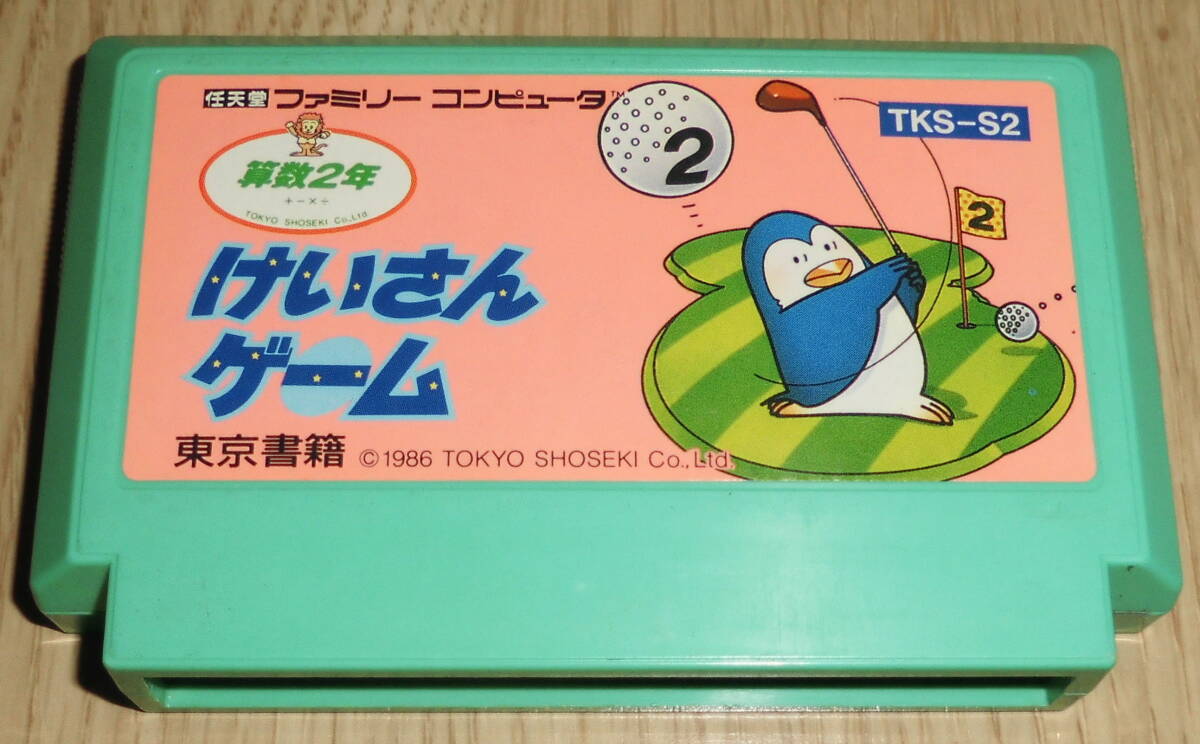 任天堂 ファミリー コンピュータ™
TKS-S2
算数2年
+-×÷
TOKYO SHOSEKI Co.,Ltd.
けいさん
ゲーム
2
2
東京書籍 ©1986 TOKYO SHOSEKI Co.,Ltd.